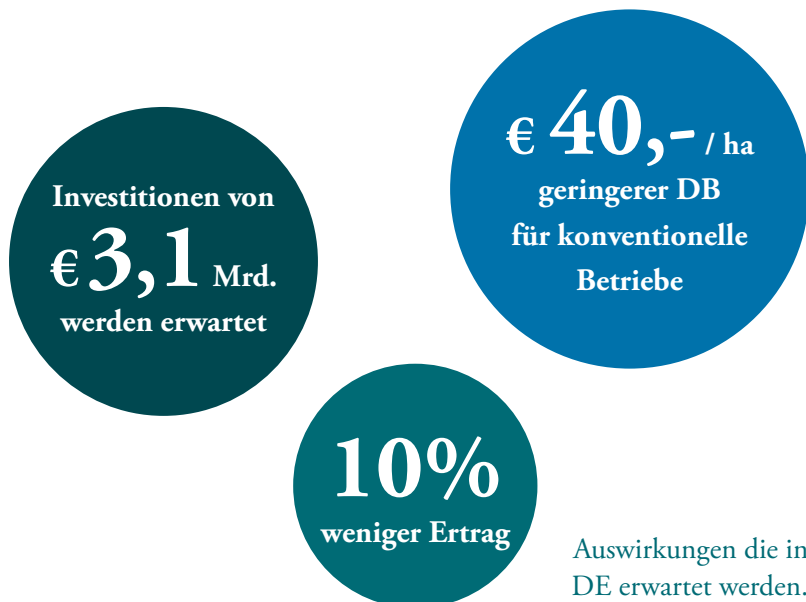 € 40,- / ha
geringerer DB
für konventionelle
Betriebe
Investitionen von
€ 3,1 Mrd.
werden erwartet
10%
weniger Ertrag
Auswirkungen die in
DE erwartet werden.